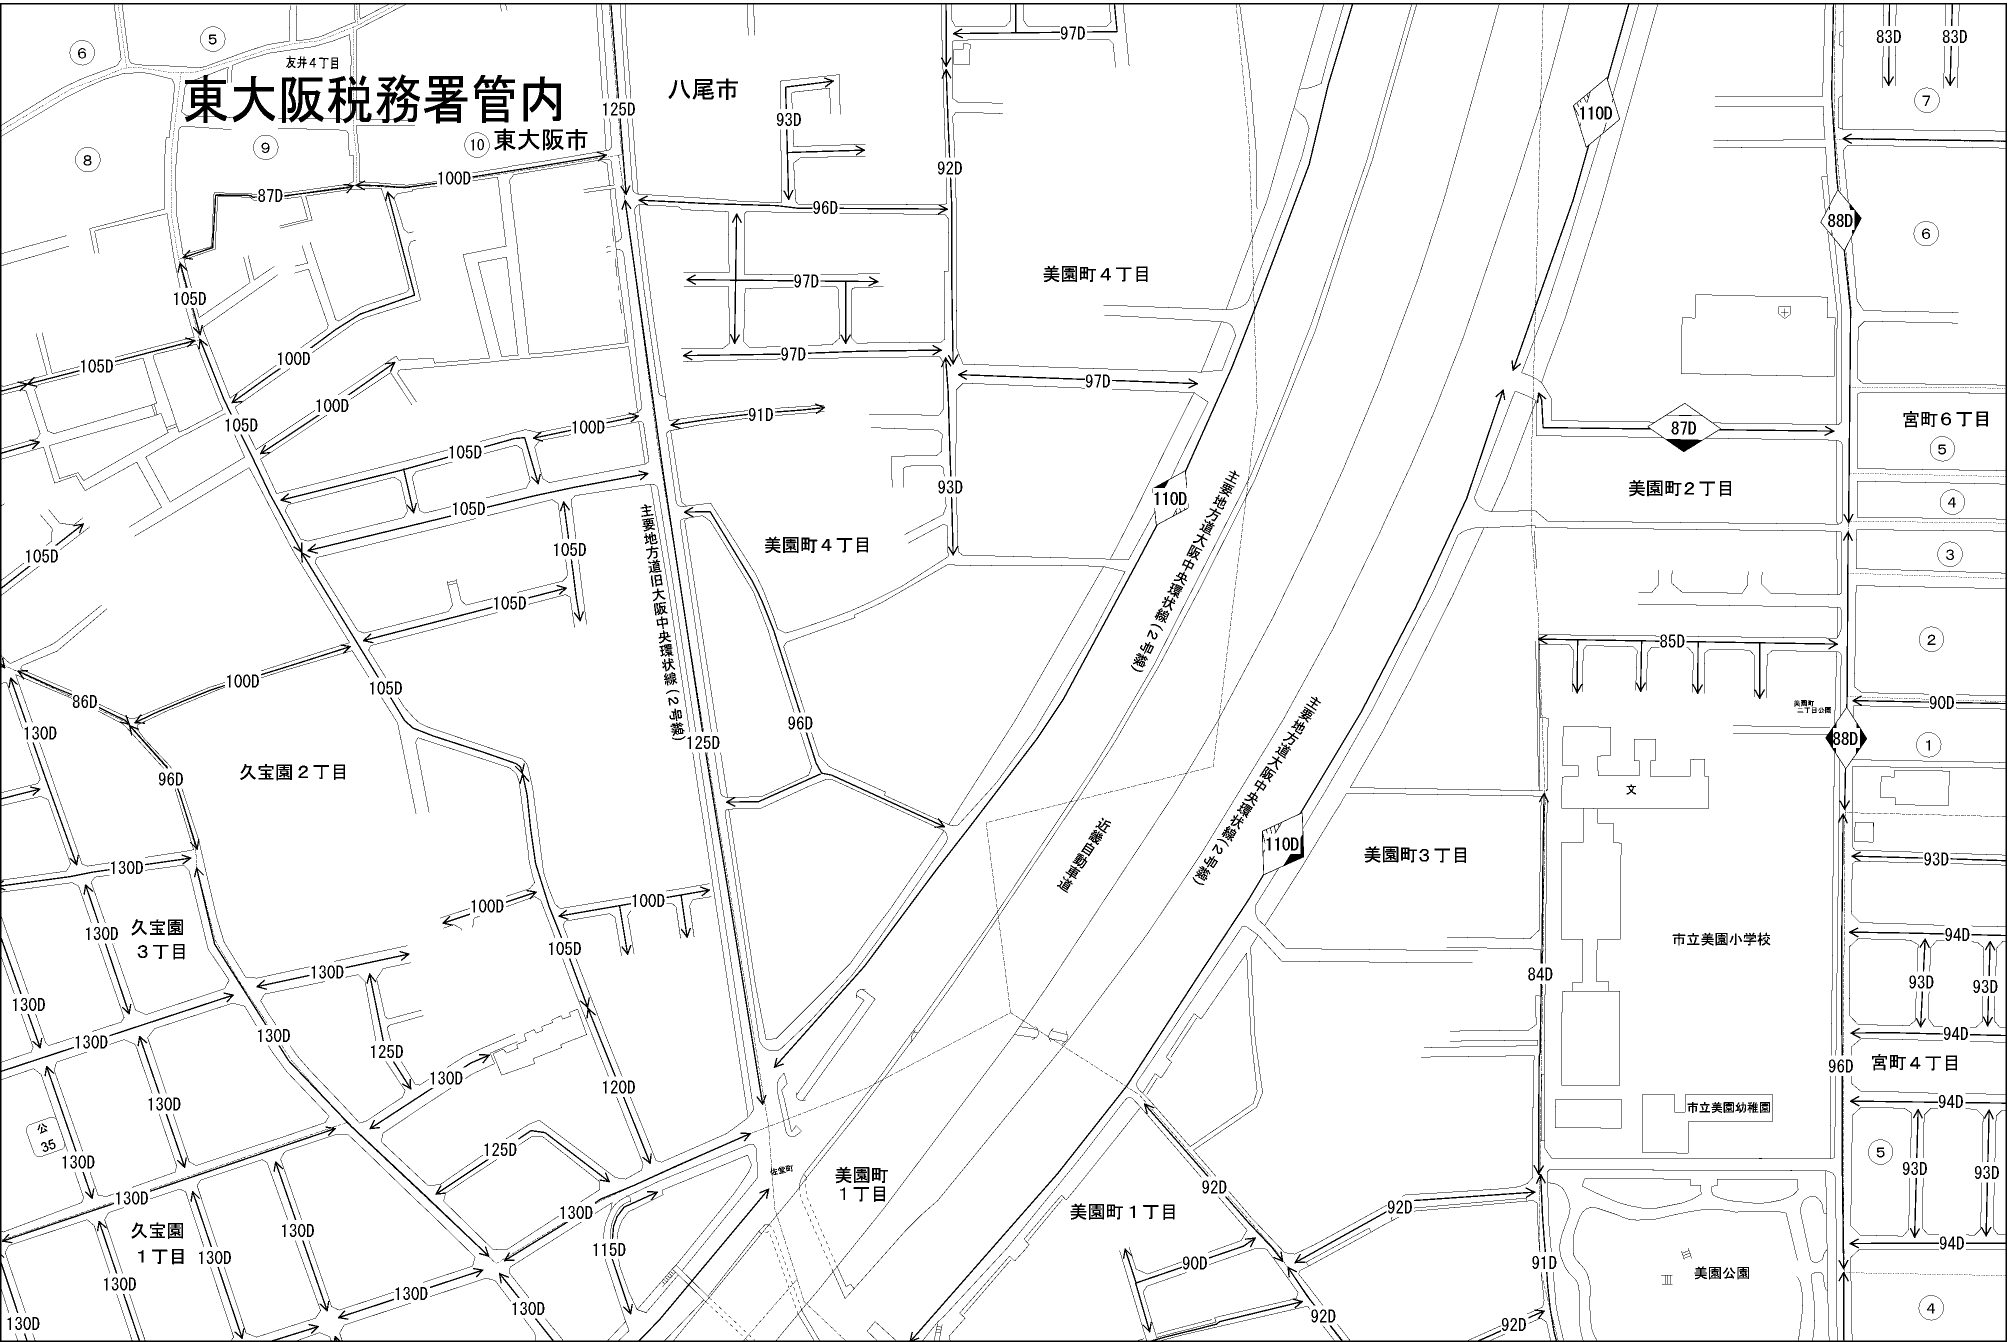 ⑥
⑤
友井４丁目
東大阪税務署管内
八尾市
⑧
⑨
⑩
東大阪市
⑦
⑥
97D
83D
83D
125D
93D
110D
92D
100D
87D
96D
88D
美園町４丁目
97D
105D
97D
105D
100D
97D
100D
91D
105D
100D
87D
宮町６丁目
⑤
105D
美園町２丁目
93D
110D
④
105D
美園町４丁目
105D
105D
③
105D
主要地方道旧大阪中央環状線(２号線)
主要地方道大阪中央環状線(２号線)
②
85D
100D
105D
86D
美園町
二丁目公園
90D
130D
96D
125D
88D
①
久宝園２丁目
96D
主要地方道大阪中央環状線(２号線)
文
近畿自動車道
110D
美園町３丁目
93D
130D
100D
100D
久宝園
３丁目
130D
105D
市立美園小学校
94D
130D
84D
93D
93D
130D
130D
130D
94D
125D
130D
120D
96D
宮町４丁目
130D
94D
市立美園幼稚園
公
35
125D
⑤
130D
佐堂町
93D
93D
美園町
１丁目
92D
130D
92D
美園町１丁目
130D
久宝園
１丁目
130D
130D
115D
94D
90D
91D
美園公園
130D
130D
130D
④
130D
92D
92D